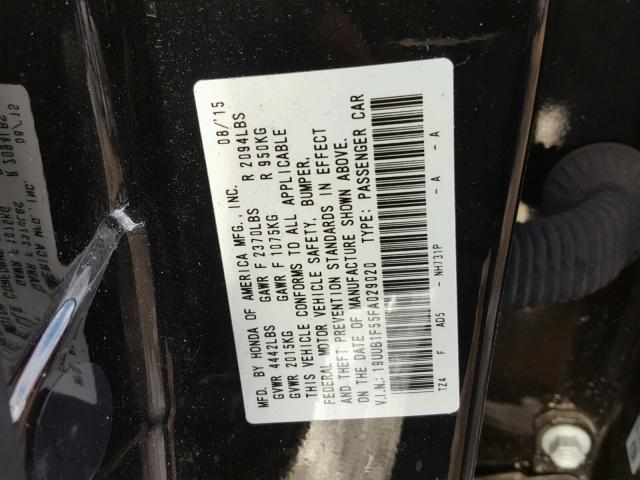 MFD. BY HONDA OF AMERICA MFG., INC. 08/15
GVWR 4442LBS GAWR F 2370LBS R 2094LBS
GVWR 2015KG GAWR F 1075KG R 950KG
THIS VEHICLE CONFORMS TO ALL APPLICABLE
FEDERAL MOTOR VEHICLE SAFETY, BUMPER,
AND THEFT PREVENTION STANDARDS IN EFFECT
ON THE DATE OF MANUFACTURE SHOWN ABOVE.
V.I.N.: 19UUB1F55FA029020 TYPE: PASSENGER CAR
TZ4 F AD5 - NH731P - A - A